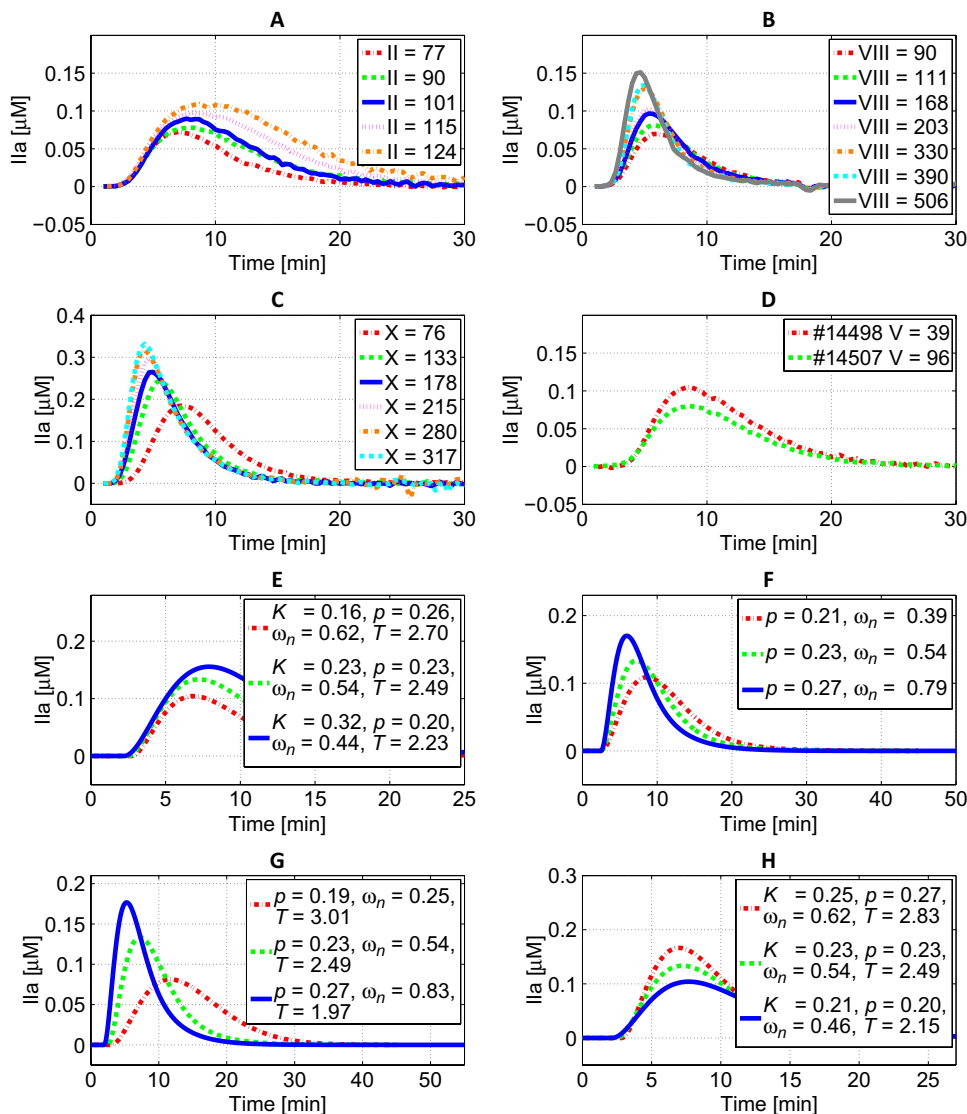 A
IIa [µM]
0.15
0.1
0.05
0
−0.05
II = 77
II = 90
II = 101
II = 115
II = 124
0 10 20 30
Time [min]
B
IIa [µM]
0.15
0.1
0.05
0
−0.05
VIII = 90
VIII = 111
VIII = 168
VIII = 203
VIII = 330
VIII = 390
VIII = 506
0 10 20 30
Time [min]
C
IIa [µM]
0.4
0.3
0.2
0.1
0
X = 76
X = 133
X = 178
X = 215
X = 280
X = 317
0 10 20 30
Time [min]
D
IIa [µM]
0.15
0.1
0.05
0
−0.05
#14498 V = 39
#14507 V = 96
0 10 20 30
Time [min]
E
IIa [µM]
0.2
0.1
0
K = 0.16, p = 0.26,
ωn = 0.62, T = 2.70
K = 0.23, p = 0.23,
ωn = 0.54, T = 2.49
K = 0.32, p = 0.20,
ωn = 0.44, T = 2.23
0 5 10 15 20 25
Time [min]
F
IIa [µM]
0.2
0.1
0
p = 0.21, ωn = 0.39
p = 0.23, ωn = 0.54
p = 0.27, ωn = 0.79
0 10 20 30 40 50
Time [min]
G
IIa [µM]
0.2
0.15
0.1
0.05
0
p = 0.19, ωn = 0.25,
T = 3.01
p = 0.23, ωn = 0.54,
T = 2.49
p = 0.27, ωn = 0.83,
T = 1.97
0 10 20 30 40 50
Time [min]
H
IIa [µM]
0.3
0.2
0.1
0
K = 0.25, p = 0.27,
ωn = 0.62, T = 2.83
K = 0.23, p = 0.23,
ωn = 0.54, T = 2.49
K = 0.21, p = 0.20,
ωn = 0.46, T = 2.15
0 5 10 15 20 25
Time [min]